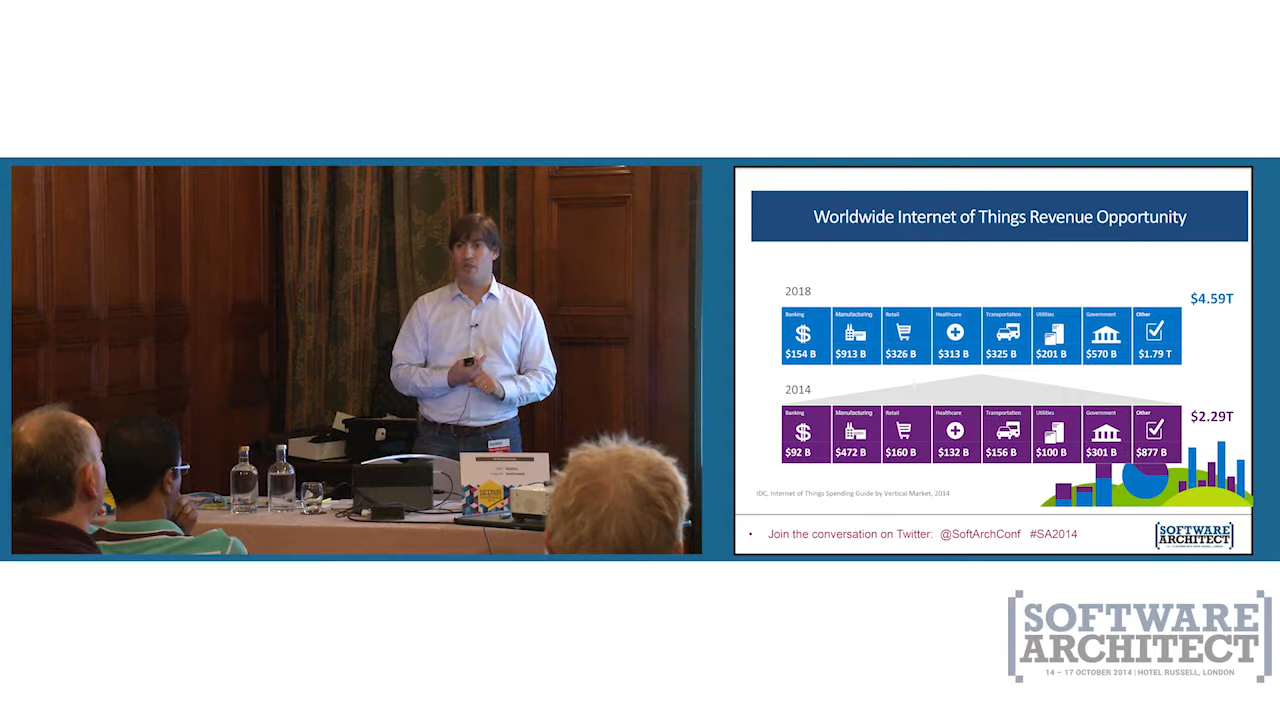 Worldwide Internet of Things Revenue Opportunity
2018
$4.59T
Banking Manufacturing Retail Healthcare Transportation Utilities Government Other
$154 B $913 B $326 B $313 B $325 B $201 B $570 B $1.79 T
2014
$2.29T
Banking Manufacturing Retail Healthcare Transportation Utilities Government Other
$92 B $472 B $160 B $132 B $156 B $100 B $301 B $877 B
IDC, Internet of Things Spending Guide by Vertical Market, 2014
• Join the conversation on Twitter: @SoftArchConf #SA2014
SOFTWARE
ARCHITECT
SOFTWARE
ARCHITECT
14 – 17 OCTOBER 2014 | HOTEL RUSSELL, LONDON